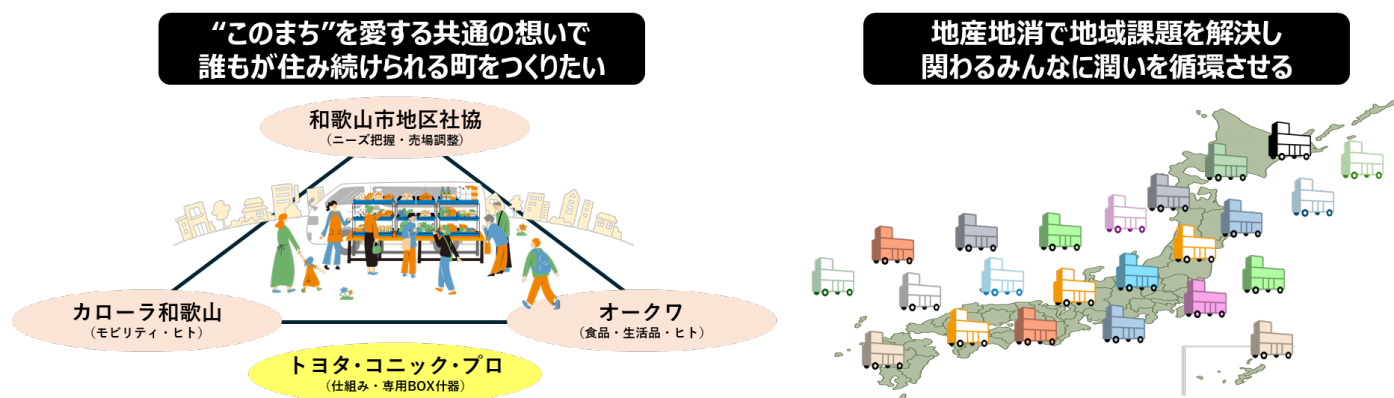 “このまち”を愛する共通の想いで
誰もが住み続けられる町をつくりたい
和歌山市地区社協
(ニーズ把握・売場調整)
カローラ和歌山
(モビリティ・ヒト)
オークワ
(食品・生活品・ヒト)
トヨタ・コニック・プロ
(仕組み・専用BOX什器)
地産地消で地域課題を解決し
関わるみんなに潤いを循環させる